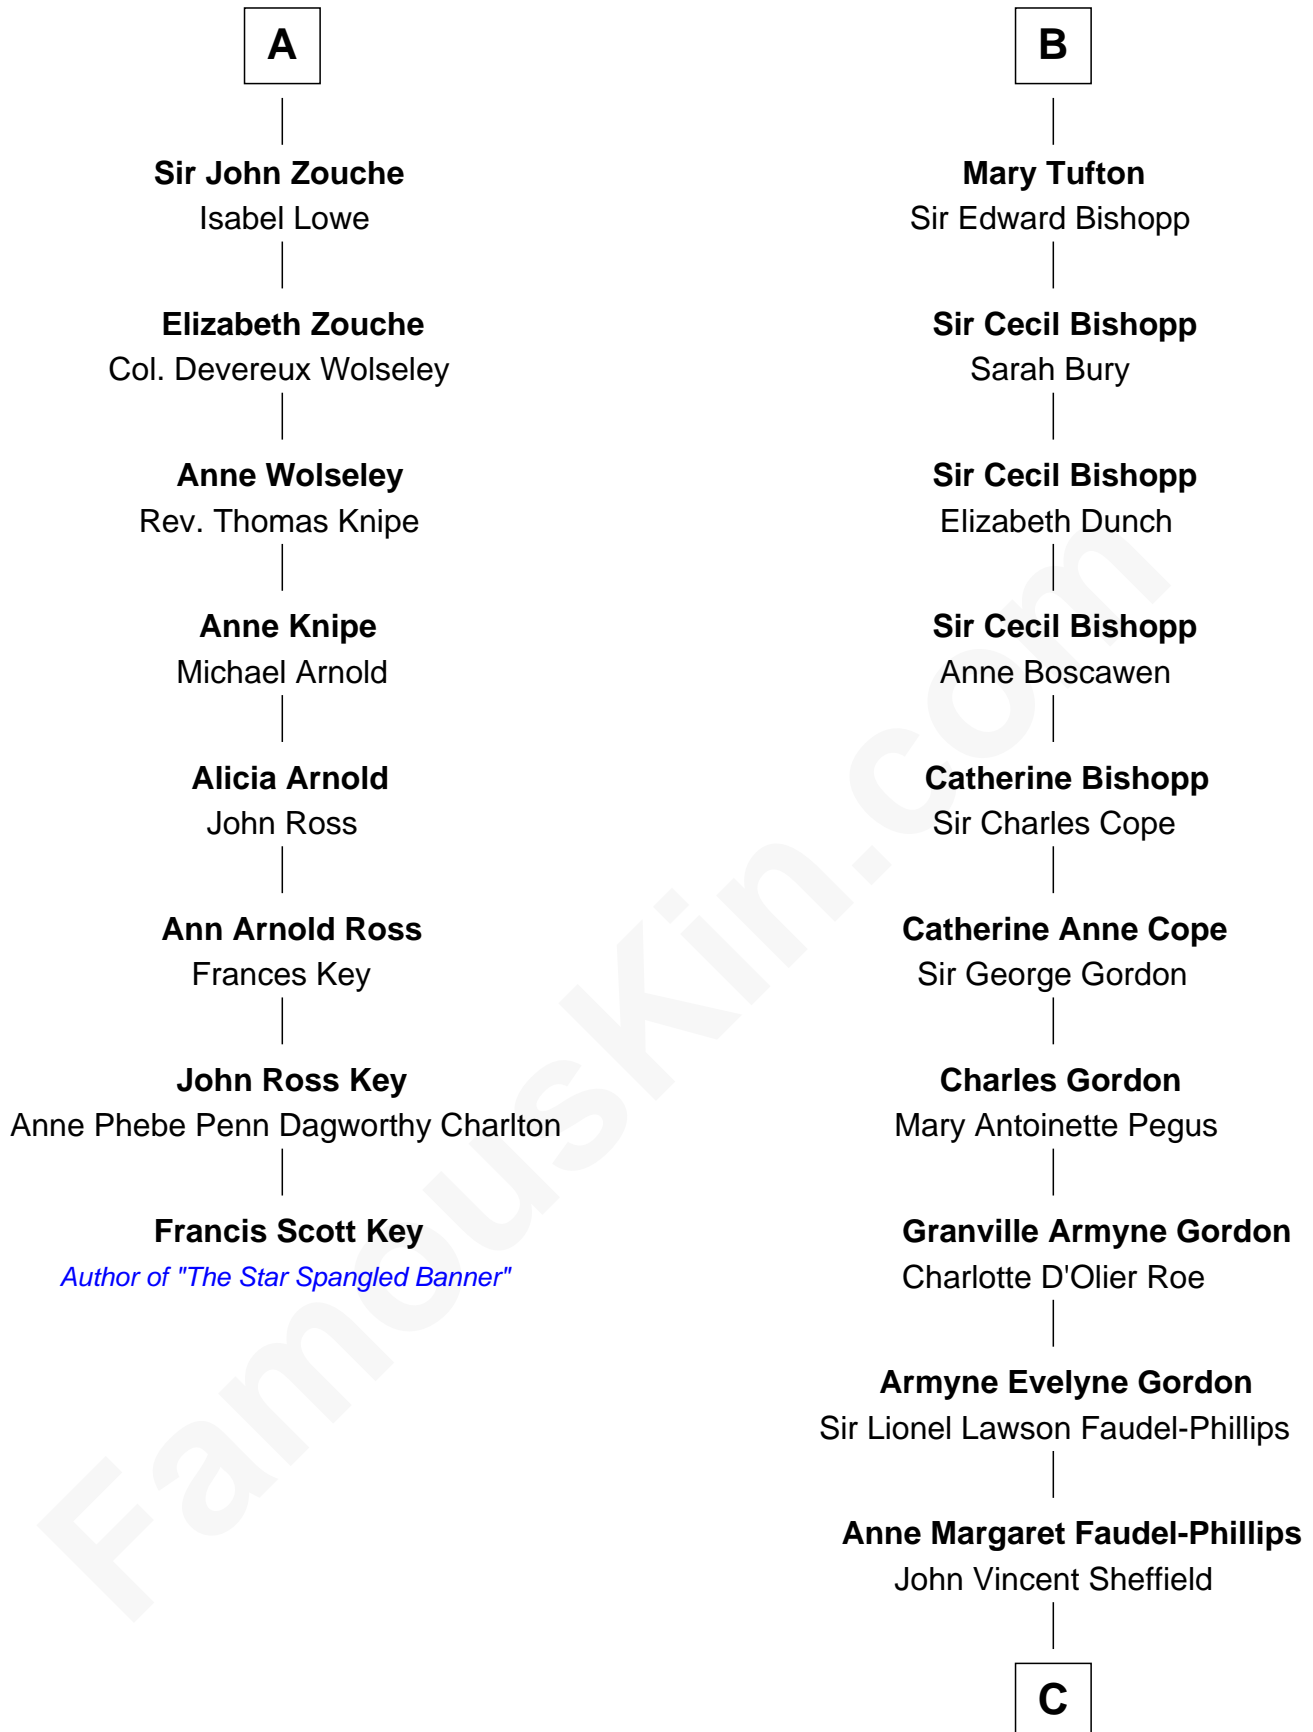 A
Sir John Zouche
Isabel Lowe
Elizabeth Zouche
Col. Devereux Wolseley
Anne Wolseley
Rev. Thomas Knipe
Anne Knipe
Michael Arnold
Alicia Arnold
John Ross
Ann Arnold Ross
Frances Key
John Ross Key
Anne Phebe Penn Dagworthy Charlton
Francis Scott Key
Author of "The Star Spangled Banner"
B
Mary Tufton
Sir Edward Bishopp
Sir Cecil Bishopp
Sarah Bury
Sir Cecil Bishopp
Elizabeth Dunch
Sir Cecil Bishopp
Anne Boscawen
Catherine Bishopp
Sir Charles Cope
Catherine Anne Cope
Sir George Gordon
Charles Gordon
Mary Antoinette Pegus
Granville Armyne Gordon
Charlotte D'Olier Roe
Armyne Evelyne Gordon
Sir Lionel Lawson Faudel-Phillips
Anne Margaret Faudel-Phillips
John Vincent Sheffield
C
FamousKin.com